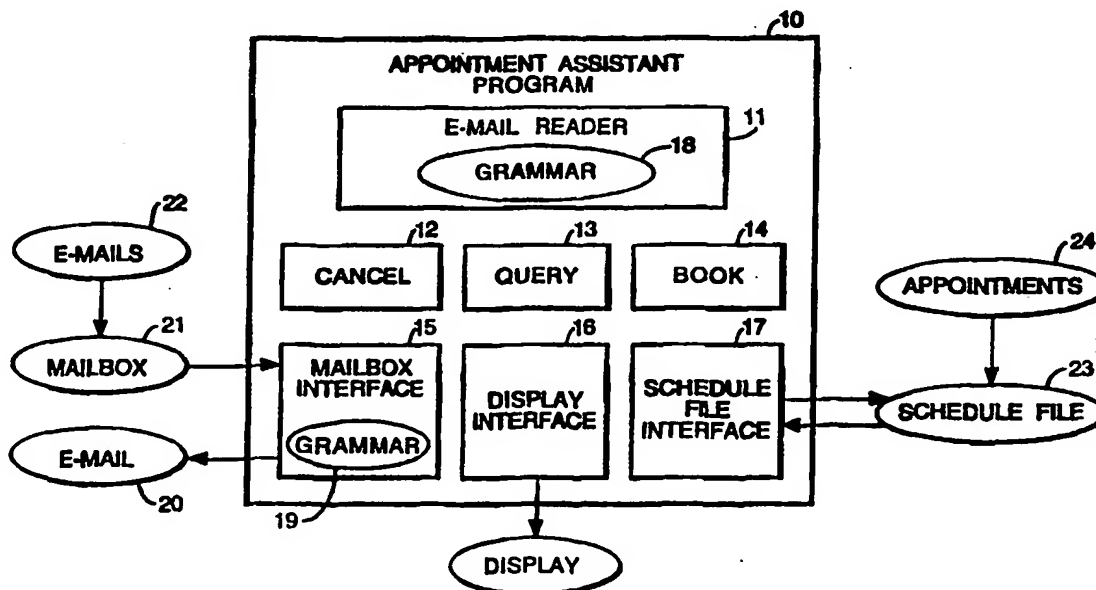 10
APPOINTMENT ASSISTANT
PROGRAM
E-MAIL READER
11
18
GRAMMAR
22
E-MAILS
12
CANCEL
13
QUERY
14
BOOK
24
APPOINTMENTS
21
MAILBOX
15
MAILBOX
INTERFACE
GRAMMAR
19
16
DISPLAY
INTERFACE
17
SCHEDULE
FILE
INTERFACE
23
SCHEDULE FILE
E-MAIL
20
DISPLAY